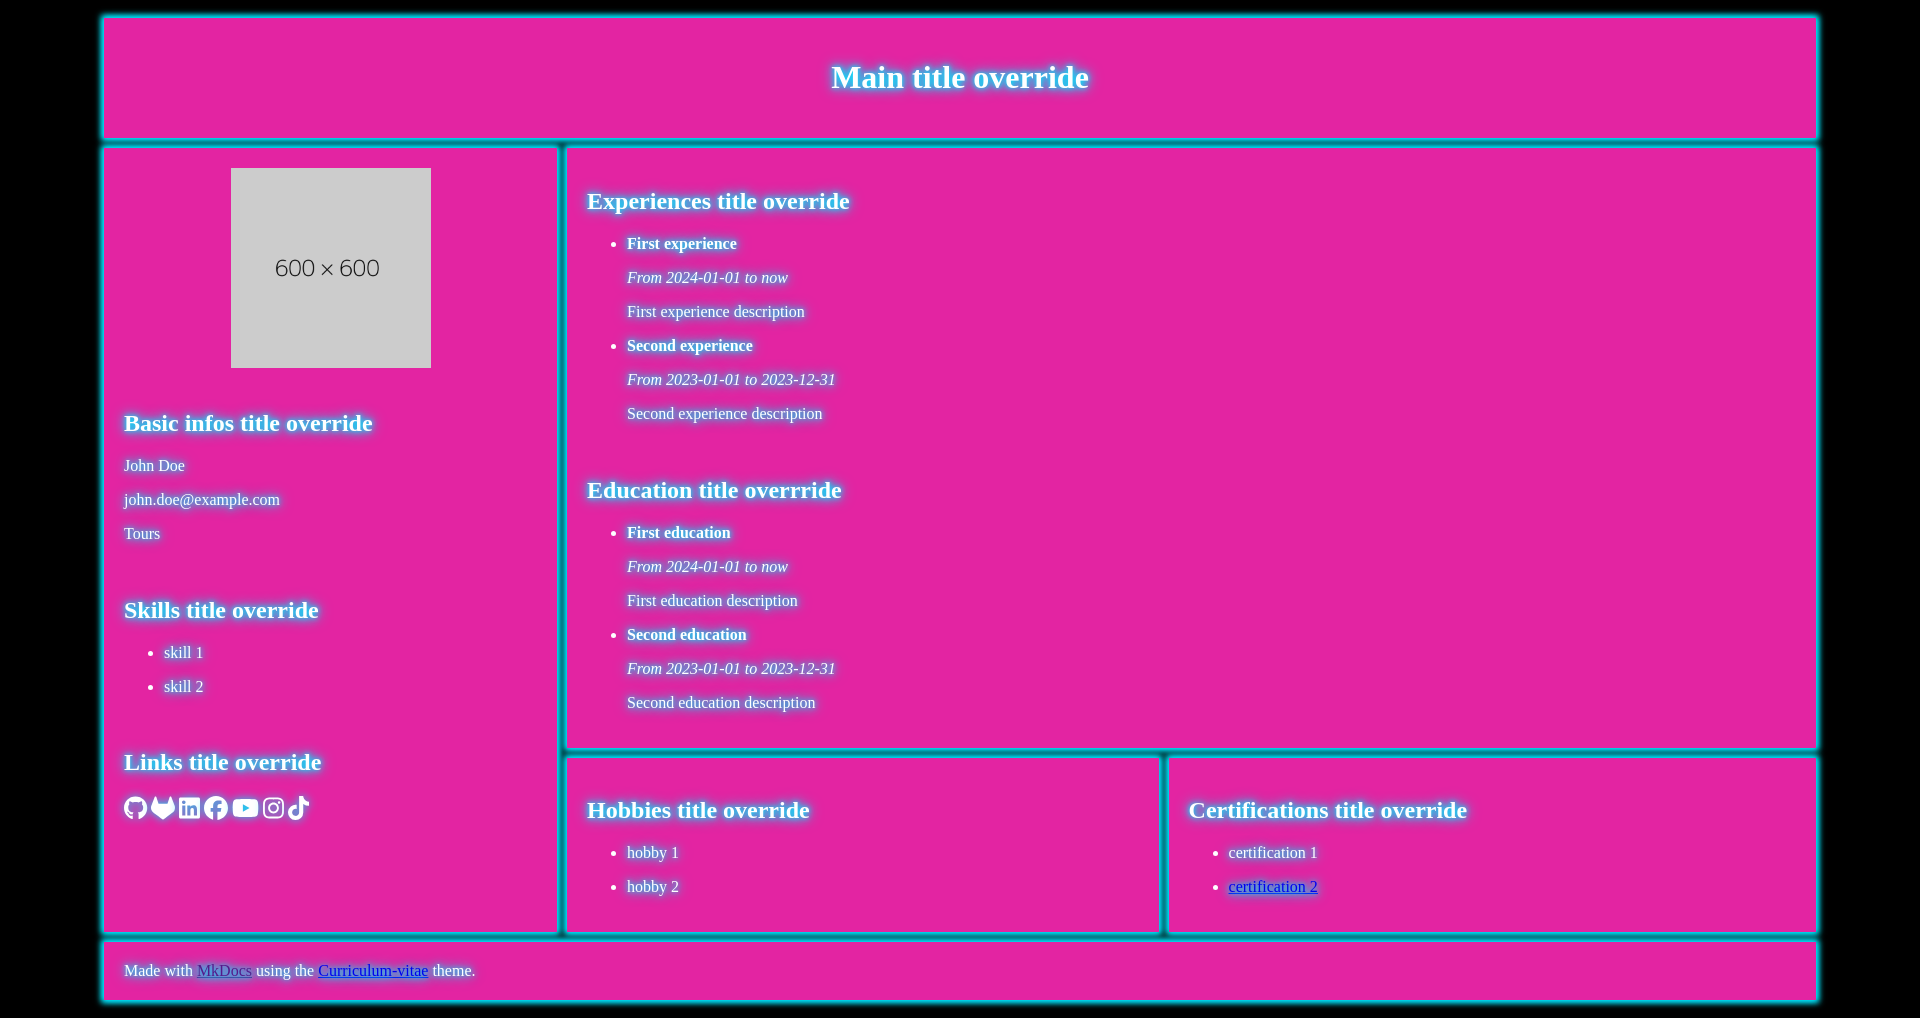 Main title override
600 × 600
Basic infos title override
John Doe
john.doe@example.com
Tours
Skills title override
skill 1
skill 2
Links title override
Experiences title override
First experience
From 2024-01-01 to now
First experience description
Second experience
From 2023-01-01 to 2023-12-31
Second experience description
Education title overrride
First education
From 2024-01-01 to now
First education description
Second education
From 2023-01-01 to 2023-12-31
Second education description
Hobbies title override
hobby 1
hobby 2
Certifications title override
certification 1
certification 2
Made with MkDocs using the Curriculum-vitae theme.